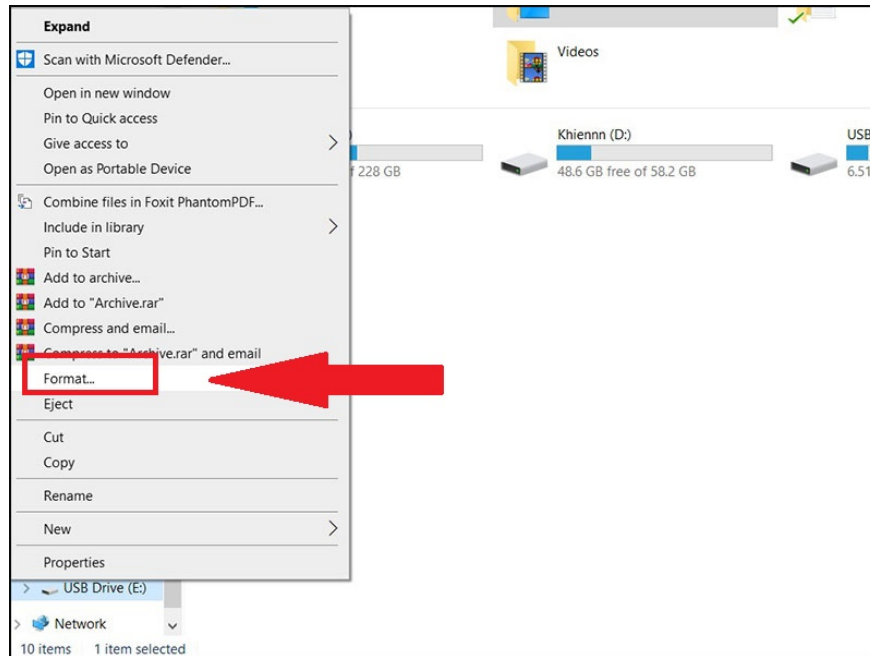 Expand
Scan with Microsoft Defender...
Open in new window
Pin to Quick access
Give access to
Open as Portable Device
Combine files in Foxit PhantomPDF...
Include in library
Pin to Start
Add to archive...
Add to "Archive.rar"
Compress and email...
Compress to "Archive.rar" and email
Format...
Eject
Cut
Copy
Rename
New
Properties
USB Drive (E:)
Network
10 items 1 item selected
Videos
)
f 228 GB
Khiennn (D:)
48.6 GB free of 58.2 GB
USB
6.51